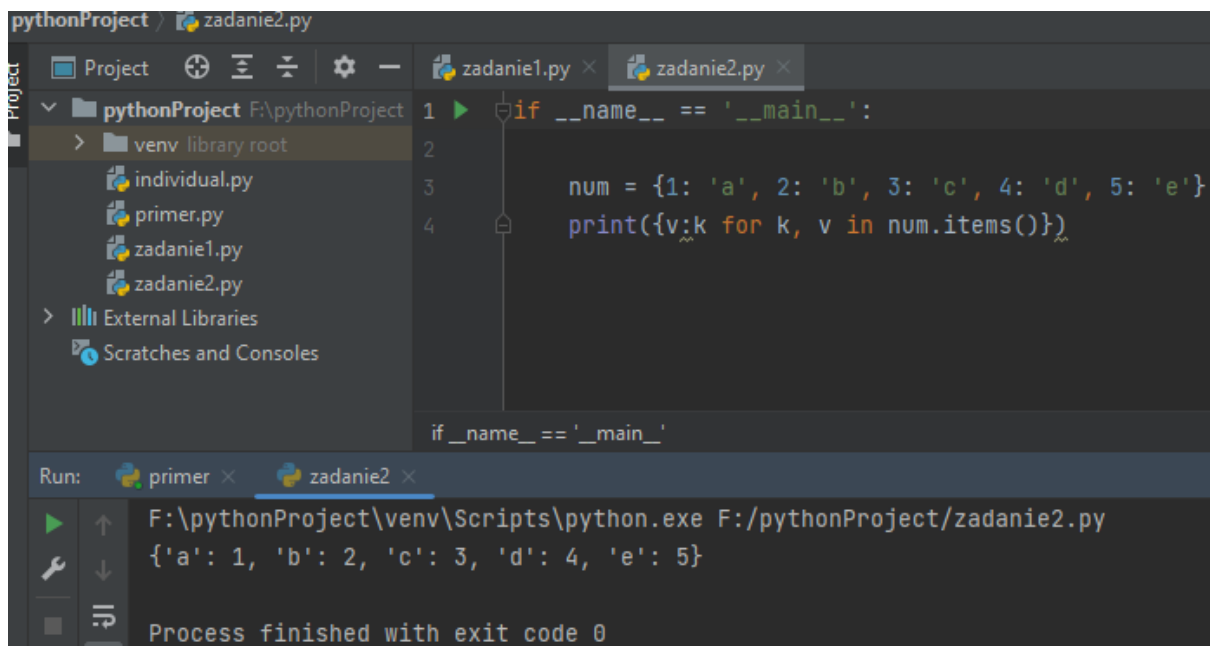 pythonProject 〉 zadanie2.py
Project
Project
zadanie1.py ×
zadanie2.py ×
pythonProject F:\pythonProject
venv library root
individual.py
primer.py
zadanie1.py
zadanie2.py
External Libraries
Scratches and Consoles
1 if __name__ == '__main__':
2
3 num = {1: 'a', 2: 'b', 3: 'c', 4: 'd', 5: 'e'}
4 print({v:k for k, v in num.items()})
if __name__ == '__main__'
Run: primer × zadanie2 ×
F:\pythonProject\venv\Scripts\python.exe F:/pythonProject/zadanie2.py
{'a': 1, 'b': 2, 'c': 3, 'd': 4, 'e': 5}
Process finished with exit code 0